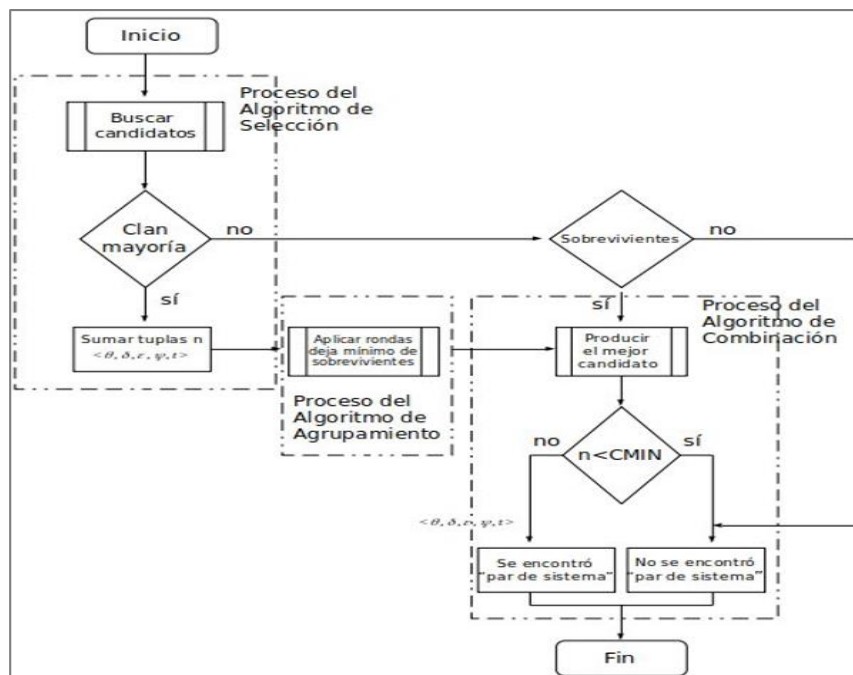 Inicio
Proceso del
Algoritmo de
Selección
Buscar
candidatos
Clan
mayoría
no
Sobrevivientes
no
sí
sí
Sumar tuplas n
<θ, δ, ε, ψ, t>
Aplicar rondas
deja mínimo de
sobrevivientes
Proceso del
Algoritmo de
Agrupamiento
Proceso del
Algoritmo de
Combiniación
Producir
el mejor
candidato
no
n<CMIN
sí
<θ, δ, ε, ψ, t>
Se encontró
“par de sistema”
No se encontró
“par de sistema”
Fin